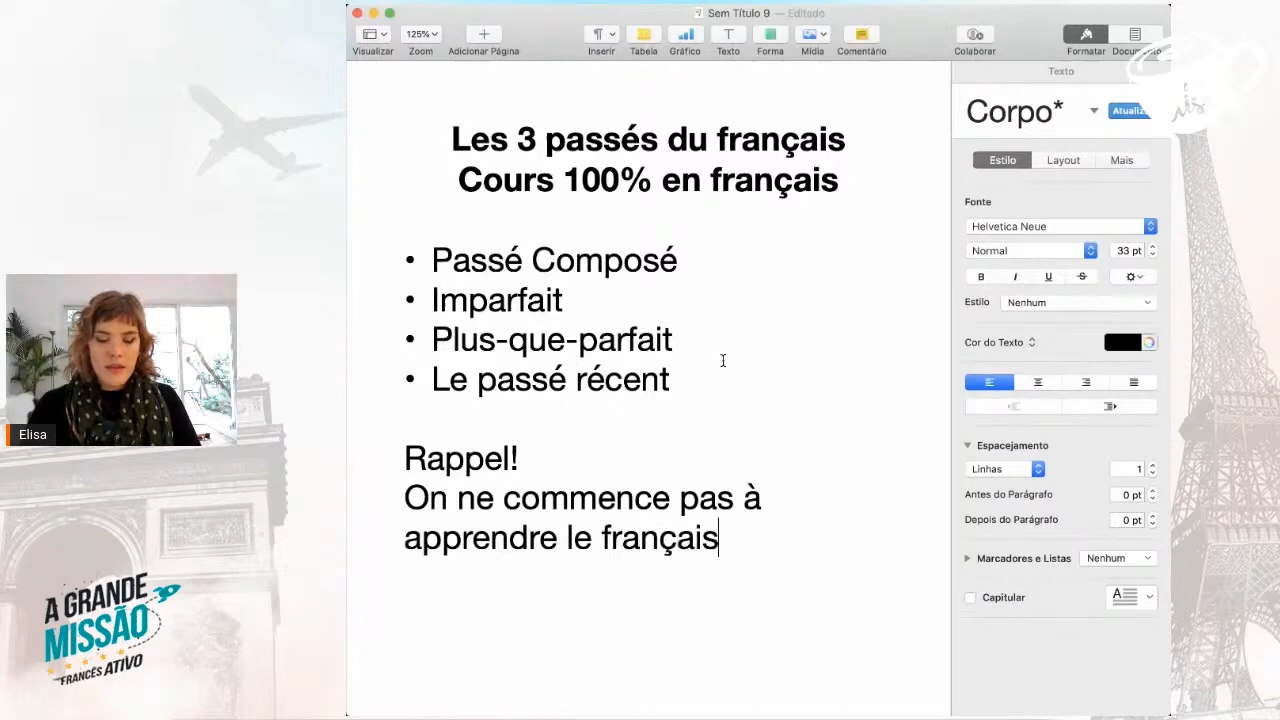 Sem Título 9 — Editado
125%
Visualizar Zoom Adicionar Página Inserir Tabela Gráfico Texto Forma Mídia Comentário Colaborar Formatar
Texto
Corpo*
Estilo Layout Mais
Fonte
Helvetica Neue
Normal 33 pt
B I U S
Estilo Nenhum
Cor do Texto
Espaçejamento
Linhas 1
Antes do Parágrafo 0 pt
Depois do Parágrafo 0 pt
Marcadores e Listas Nenhum
Capitular A
Les 3 passés du français
Cours 100% en français
• Passé Composé
• Imparfait
• Plus-que-parfait
• Le passé récent
Rappel!
On ne commence pas à
apprendre le français
Elisa
A GRANDE
MISSÃO
FRANCÊS ATIVO